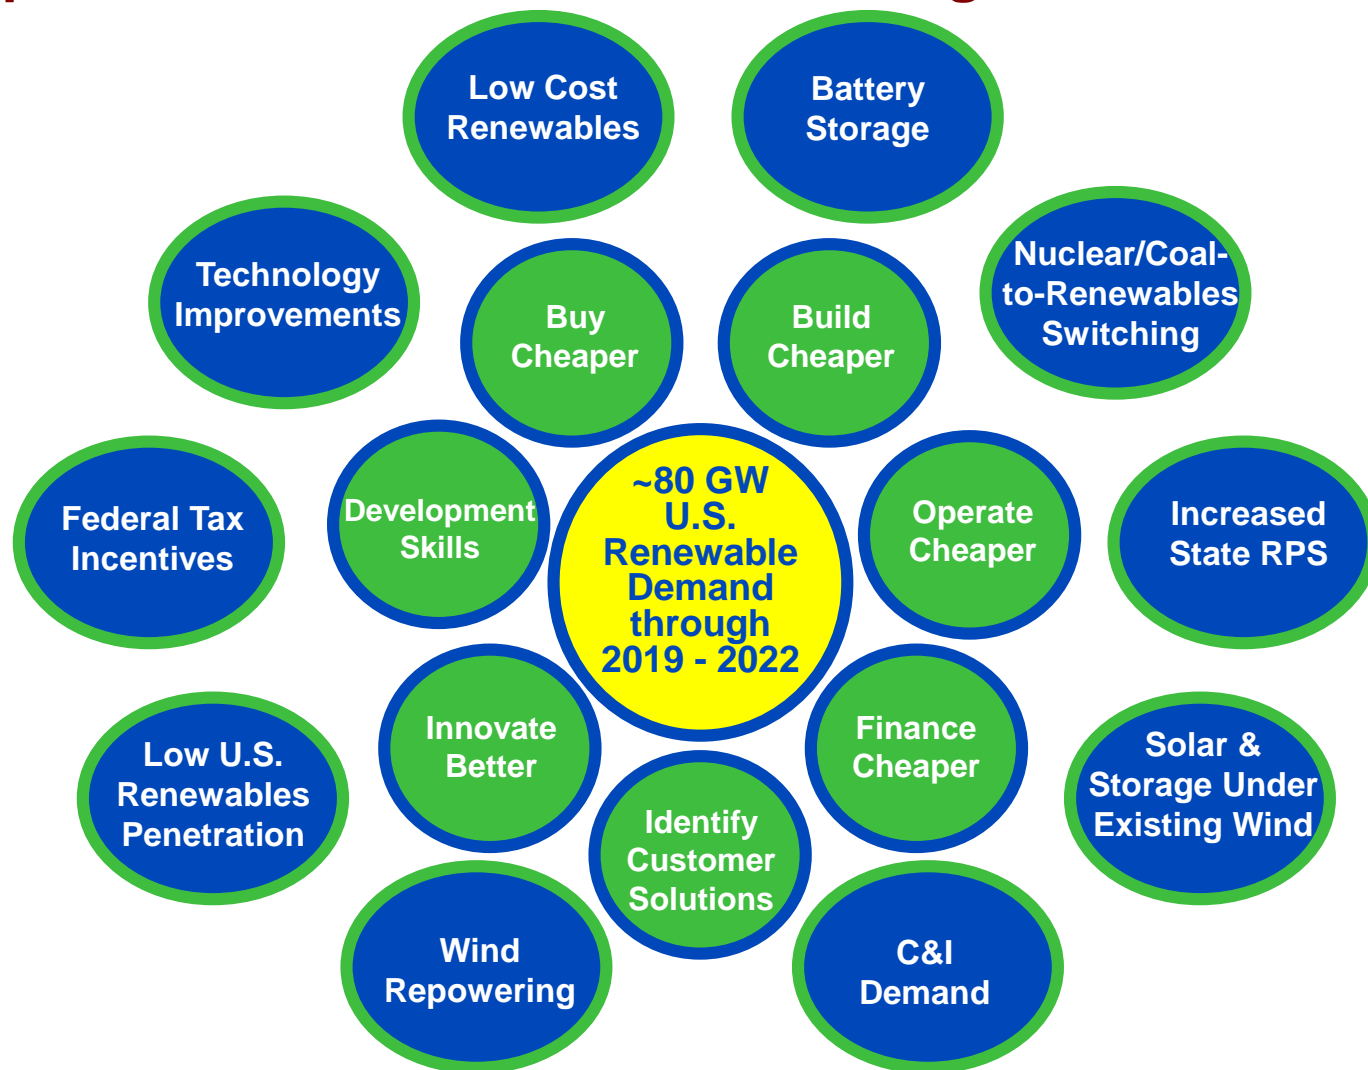 Low Cost
Renewables
Battery
Storage
Technology
Improvements
Nuclear/Coal-
to-Renewables
Switching
Buy
Cheaper
Build
Cheaper
Federal Tax
Incentives
Development
Skills
~80 GW
U.S.
Renewable
Demand
through
2019 - 2022
Operate
Cheaper
Increased
State RPS
Low U.S.
Renewables
Penetration
Innovate
Better
Finance
Cheaper
Solar &
Storage Under
Existing Wind
Identify
Customer
Solutions
Wind
Repowering
C&I
Demand